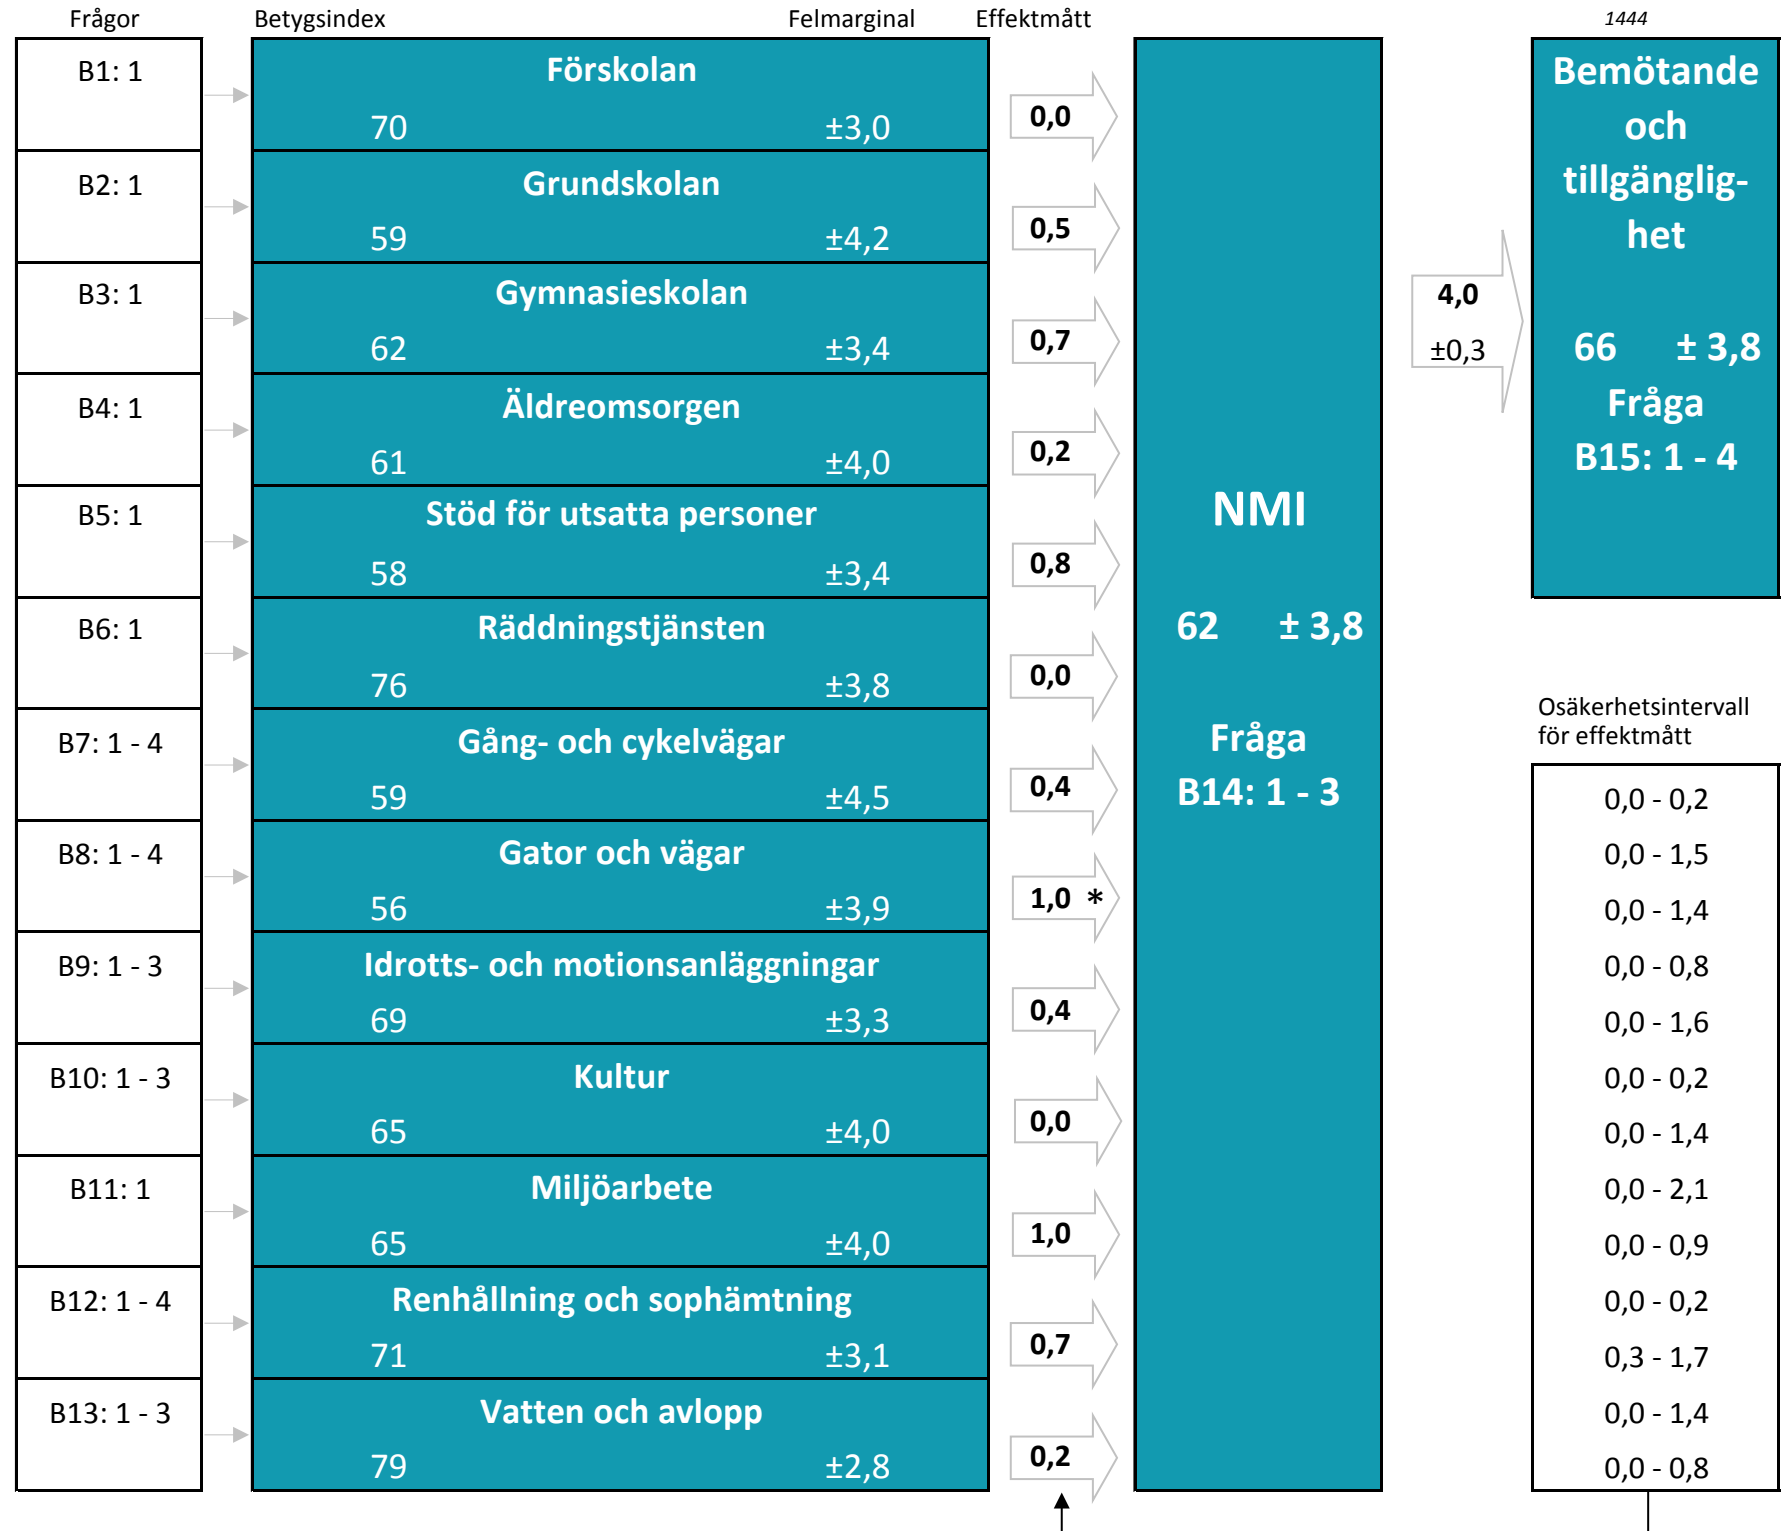 Frågor Betygsindex Felmarginal Effektmått 1444
B1: 1 Förskolan
70 ±3,0 0,0
B2: 1 Grundskolan
59 ±4,2 0,5
B3: 1 Gymnasieskolan
62 ±3,4 0,7
B4: 1 Äldreomsorgen
61 ±4,0 0,2
B5: 1 Stöd för utsatta personer
58 ±3,4 0,8
B6: 1 Räddningstjänsten
76 ±3,8 0,0
B7: 1 - 4 Gång- och cykelvägar
59 ±4,5 0,4
B8: 1 - 4 Gator och vägar
56 ±3,9 1,0 *
B9: 1 - 3 Idrotts- och motionsanläggningar
69 ±3,3 0,4
B10: 1 - 3 Kultur
65 ±4,0 0,0
B11: 1 Miljöarbete
65 ±4,0 1,0
B12: 1 - 4 Renhållning och sophämtning
71 ±3,1 0,7
B13: 1 - 3 Vatten och avlopp
79 ±2,8 0,2
NMI
62 ± 3,8
Fråga
B14: 1 - 3
4,0
±0,3
Bemötande
och
tillgänglig-
het
66 ± 3,8
Fråga
B15: 1 - 4
Osäkerhetsintervall
för effektmått
0,0 - 0,2
0,0 - 1,5
0,0 - 1,4
0,0 - 0,8
0,0 - 1,6
0,0 - 0,2
0,0 - 1,4
0,0 - 2,1
0,0 - 0,9
0,0 - 0,2
0,3 - 1,7
0,0 - 1,4
0,0 - 0,8